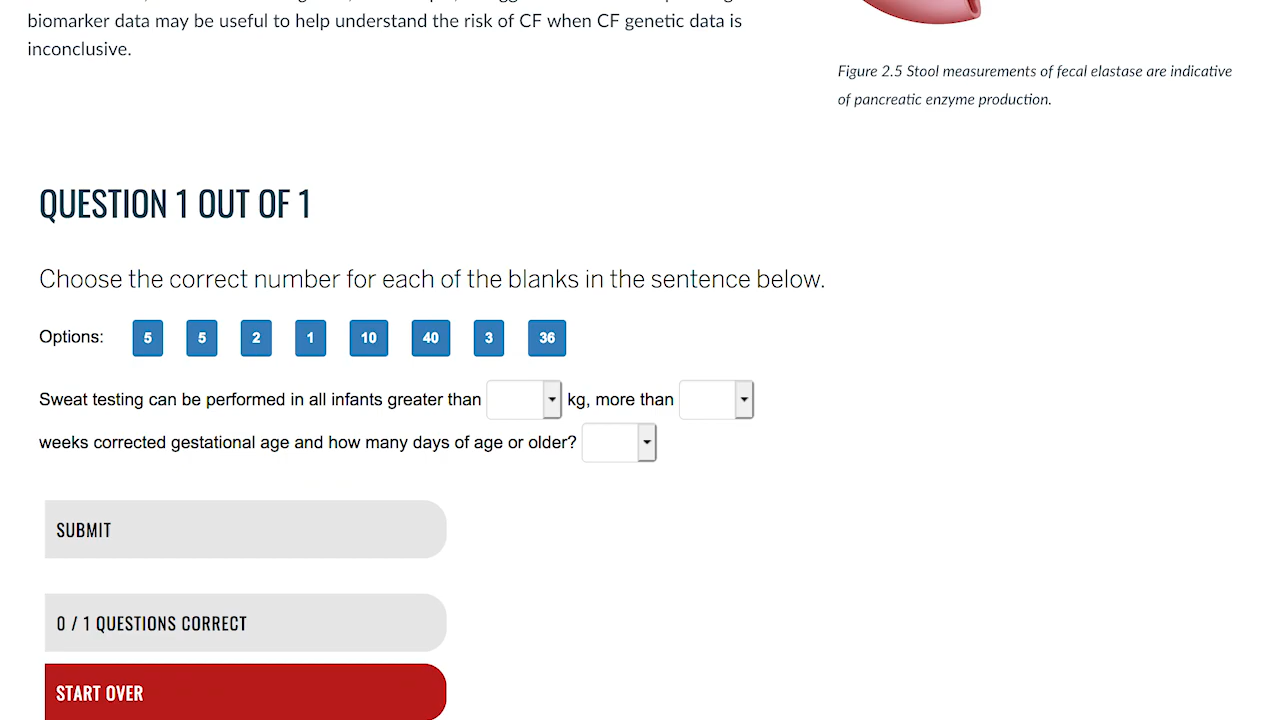 biomarker data may be useful to help understand the risk of CF when CF genetic data is
inconclusive.
Figure 2.5 Stool measurements of fecal elastase are indicative
of pancreatic enzyme production.
QUESTION 1 OUT OF 1
Choose the correct number for each of the blanks in the sentence below.
Options: 5 5 2 1 10 40 3 36
Sweat testing can be performed in all infants greater than kg, more than
weeks corrected gestational age and how many days of age or older?
SUBMIT
0 / 1 QUESTIONS CORRECT
START OVER